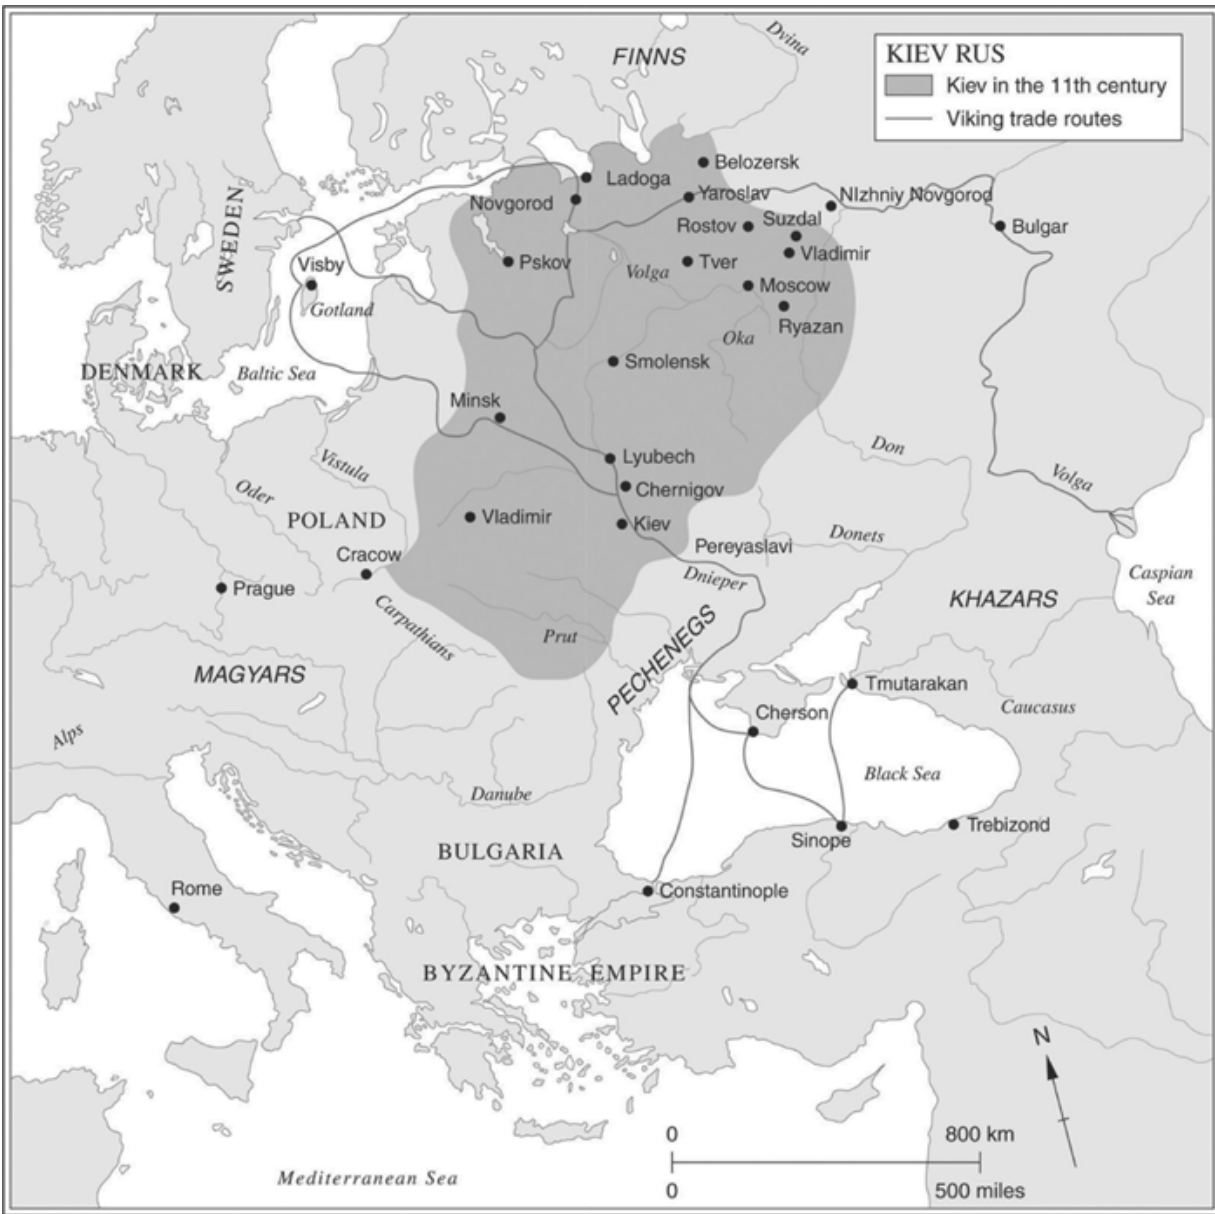 Dvina
FINNS
KIEV RUS
Kiev in the 11th century
Viking trade routes
Belozersk
Ladoga
Yaroslav
NIzhniy Novgorod
Novgorod
SWEDEN
Rostov
Suzdal
Bulgar
Vladimir
Visby
Pskov
Volga
Tver
Moscow
Gotland
Ryazan
Oka
DENMARK
Baltic Sea
Smolensk
Minsk
Don
Vistula
Lyubech
Volga
Oder
Chernigov
POLAND
Vladimir
Kiev
Donets
Pereyaslavi
Cracow
Dnieper
Caspian
Sea
Prague
KHAZARS
Carpathians
Prut
PECHENEGS
MAGYARS
Tmutarakan
Cherson
Caucasus
Alps
Black Sea
Danube
Trebizond
Sinope
BULGARIA
Rome
Constantinople
BYZANTINE EMPIRE
N
0
800 km
0
500 miles
Mediterranean Sea